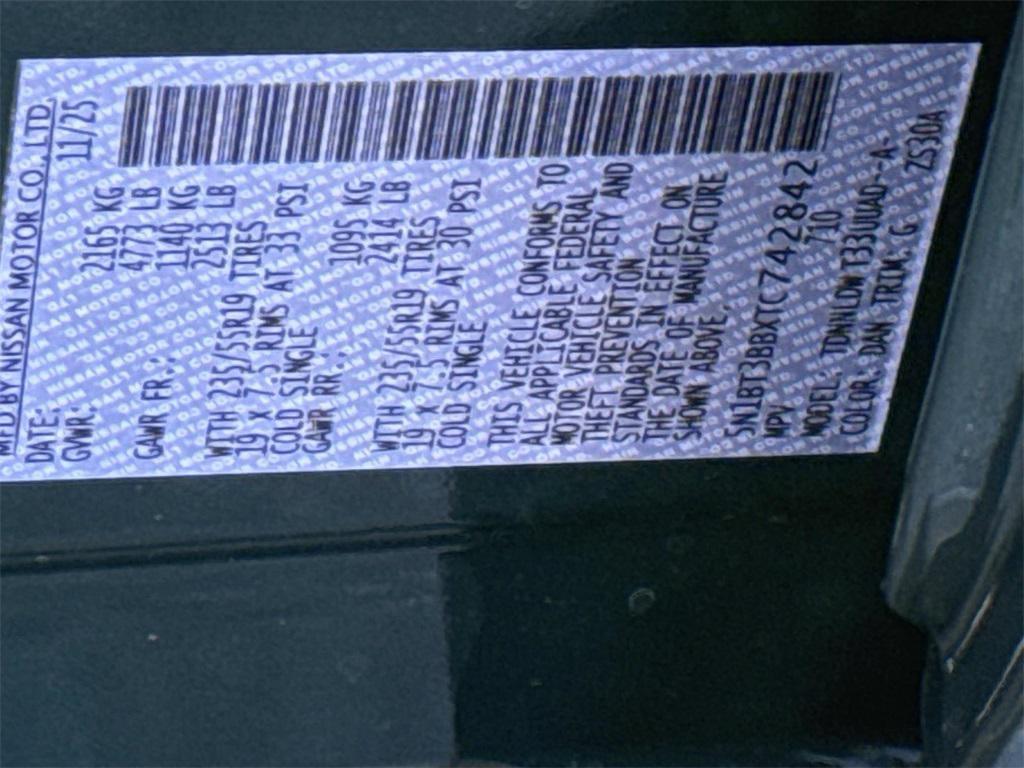 MFD BY NISSAN MOTOR CO., LTD.
DATE: 11/25
GVWR: 2165 KG
4773 LB
GAWR FR.: 1140 KG
2513 LB
WITH 235/55R19 TIRES
19 X 7.5 RIMS AT 33 PSI
COLD SINGLE
GAWR RR.: 1095 KG
2414 LB
WITH 235/55R19 TIRES
19 X 7.5 RIMS AT 30 PSI
COLD SINGLE
THIS VEHICLE CONFORMS TO
ALL APPLICABLE FEDERAL
MOTOR VEHICLE SAFETY AND
THEFT PREVENTION
STANDARDS IN EFFECT ON
THE DATE OF MANUFACTURE
SHOWN ABOVE.
5N1BT3BBXTC742842
MPV 710
MODEL.
COLOR. DAN TRIM. G ZS30A